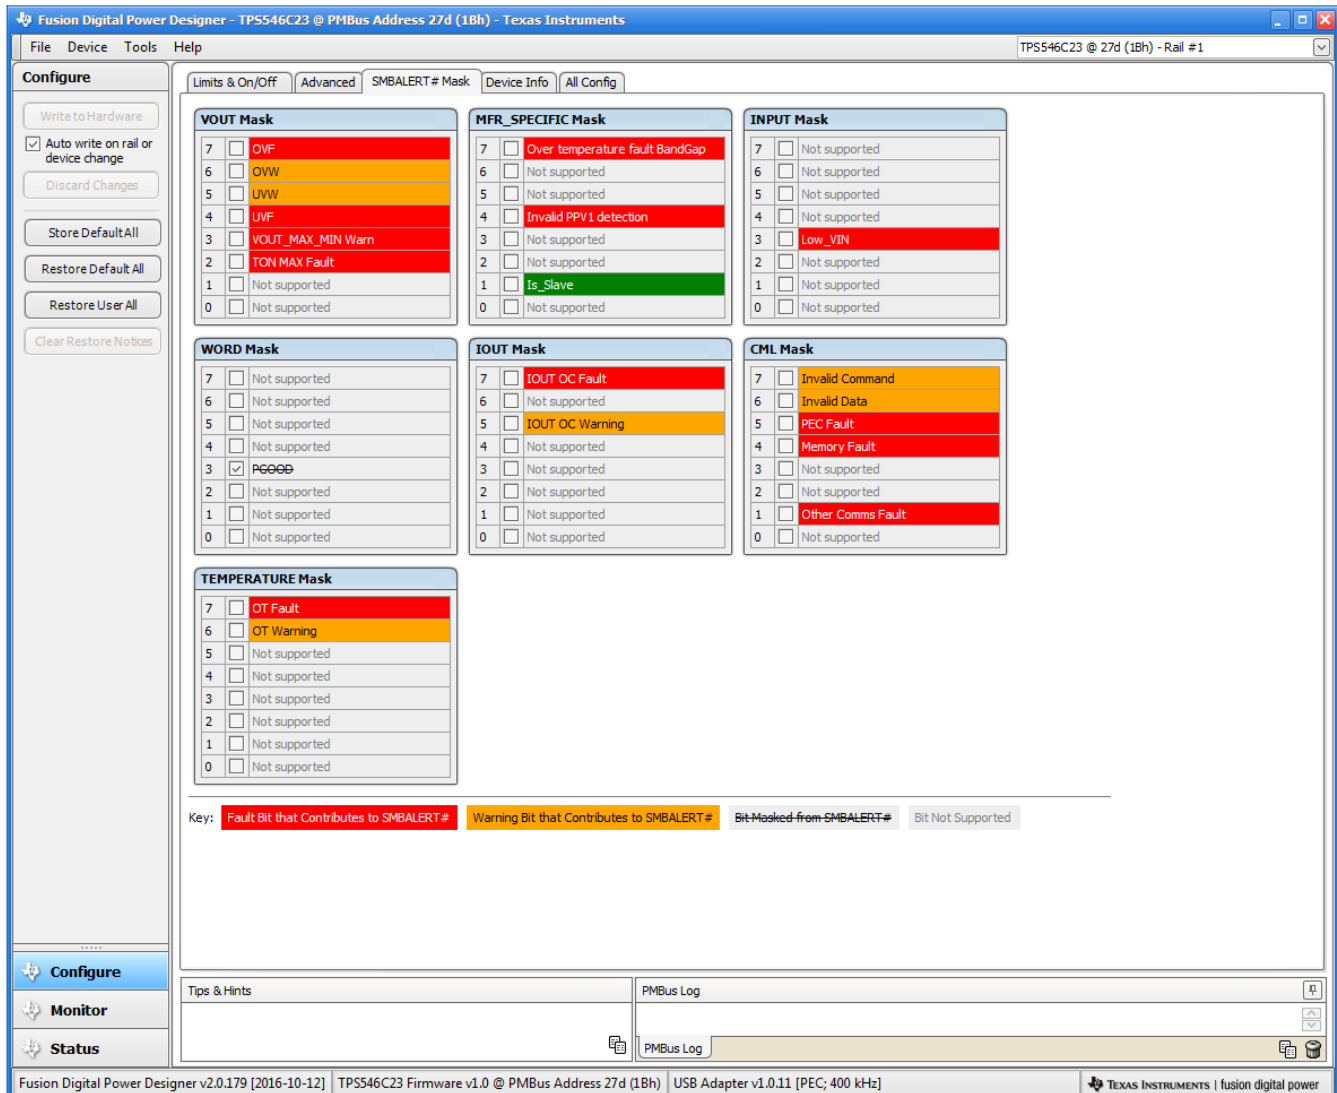 Fusion Digital Power Designer - TPS546C23 @ PMBus Address 27d (1Bh) - Texas Instruments
File Device Tools Help
TPS546C23 @ 27d (1Bh) - Rail #1
Configure
Write to Hardware
Auto write on rail or
device change
Discard Changes
Store Default All
Restore Default All
Restore User All
Clear Restore Notices
Limits & On/Off Advanced SMBALERT# Mask Device Info All Config
VOUT Mask
7 OVF
6 OVW
5 UVW
4 UVF
3 VOUT_MAX_MIN Warn
2 TON MAX Fault
1 Not supported
0 Not supported
MFR_SPECIFIC Mask
7 Over temperature fault BandGap
6 Not supported
5 Not supported
4 Invalid PPV1 detection
3 Not supported
2 Not supported
1 Is_Slave
0 Not supported
INPUT Mask
7 Not supported
6 Not supported
5 Not supported
4 Not supported
3 Low_VIN
2 Not supported
1 Not supported
0 Not supported
WORD Mask
7 Not supported
6 Not supported
5 Not supported
4 Not supported
3 PGOOD
2 Not supported
1 Not supported
0 Not supported
IOUT Mask
7 IOUT OC Fault
6 Not supported
5 IOUT OC Warning
4 Not supported
3 Not supported
2 Not supported
1 Not supported
0 Not supported
CML Mask
7 Invalid Command
6 Invalid Data
5 PEC Fault
4 Memory Fault
3 Not supported
2 Not supported
1 Other Comms Fault
0 Not supported
TEMPERATURE Mask
7 OT Fault
6 OT Warning
5 Not supported
4 Not supported
3 Not supported
2 Not supported
1 Not supported
0 Not supported
Key: Fault Bit that Contributes to SMBALERT# Warning Bit that Contributes to SMBALERT# Bit Masked from SMBALERT# Bit Not Supported
Configure
Monitor
Status
Tips & Hints
PMBus Log
PMBus Log
Fusion Digital Power Designer v2.0.179 [2016-10-12] TPS546C23 Firmware v1.0 @ PMBus Address 27d (1Bh) USB Adapter v1.0.11 [PEC; 400 kHz] TEXAS INSTRUMENTS | fusion digital power